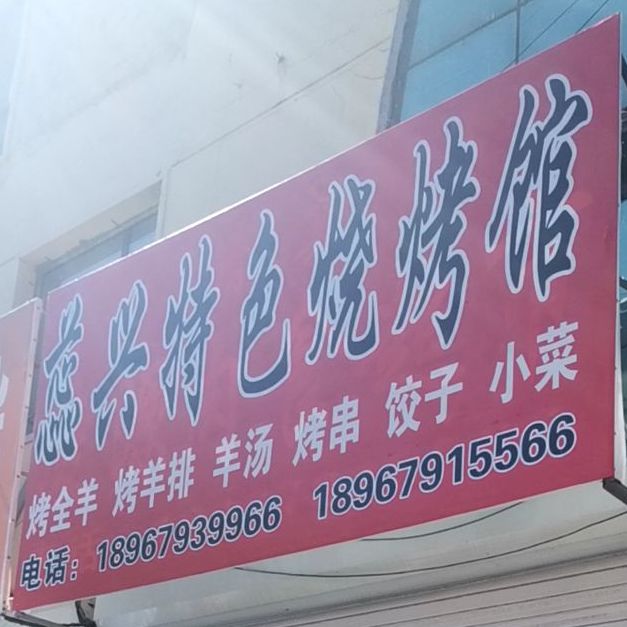 蕊兴特色烧烤馆
烤全羊 烤羊排 羊汤 烤串 饺子 小菜
电话：18967939966 18967915566